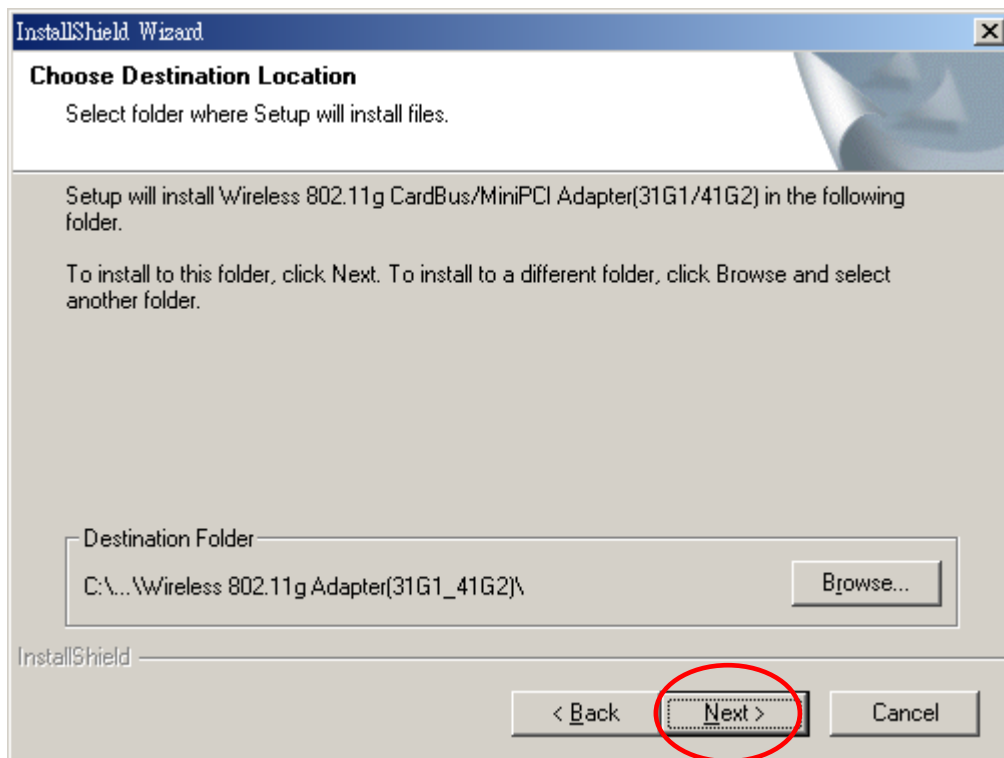 InstallShield Wizard
Choose Destination Location
Select folder where Setup will install files.
Setup will install Wireless 802.11g CardBus/MiniPCI Adapter(31G1/41G2) in the following
folder.
To install to this folder, click Next. To install to a different folder, click Browse and select
another folder.
Destination Folder
C:\...\Wireless 802.11g Adapter(31G1_41G2)\
Browse...
InstallShield
< Back
Next >
Cancel